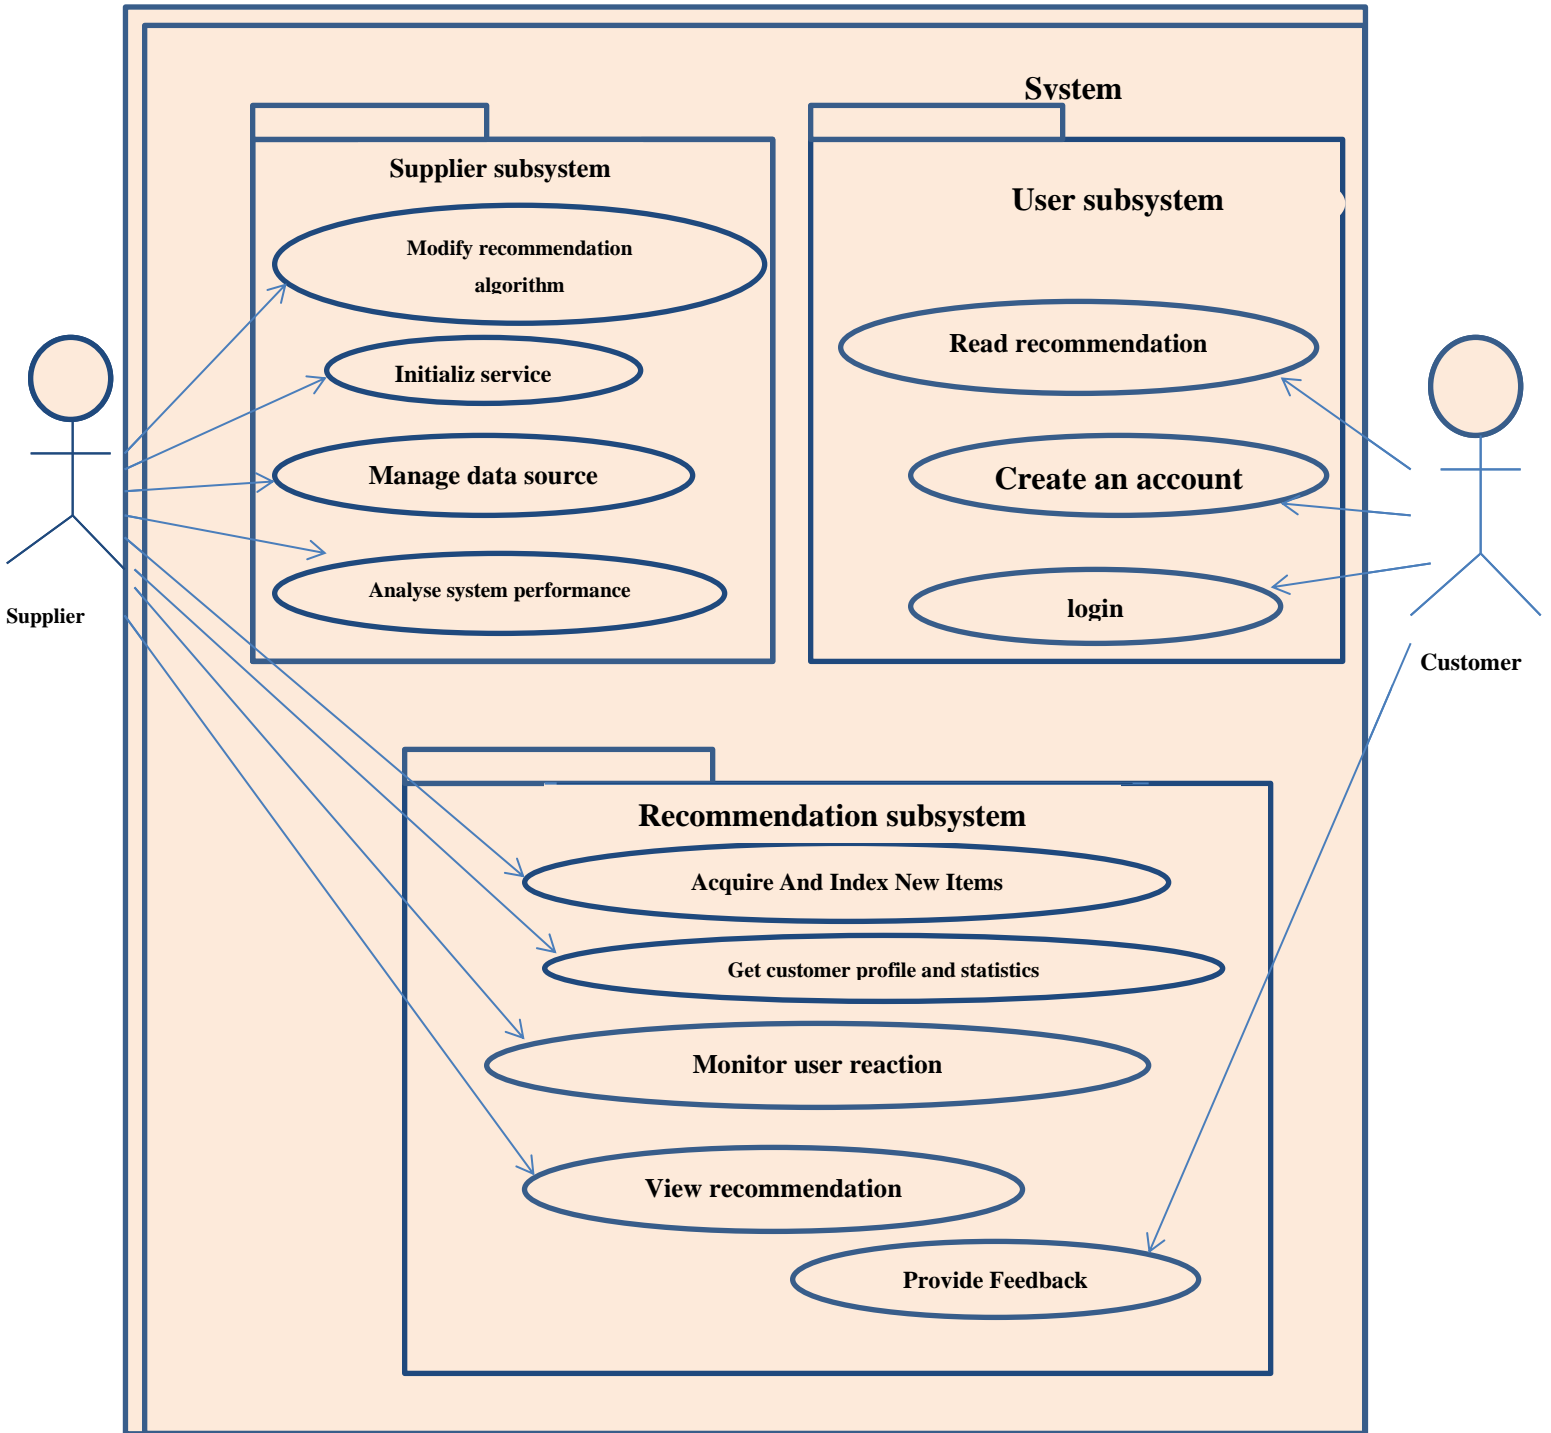 System
Supplier subsystem
User subsystem
Modify recommendation
algorithm
Read recommendation
Initializ service
Manage data source
Create an account
Analyse system performance
login
Supplier
Customer
Recommendation subsystem
Acquire And Index New Items
Get customer profile and statistics
Monitor user reaction
View recommendation
Provide Feedback